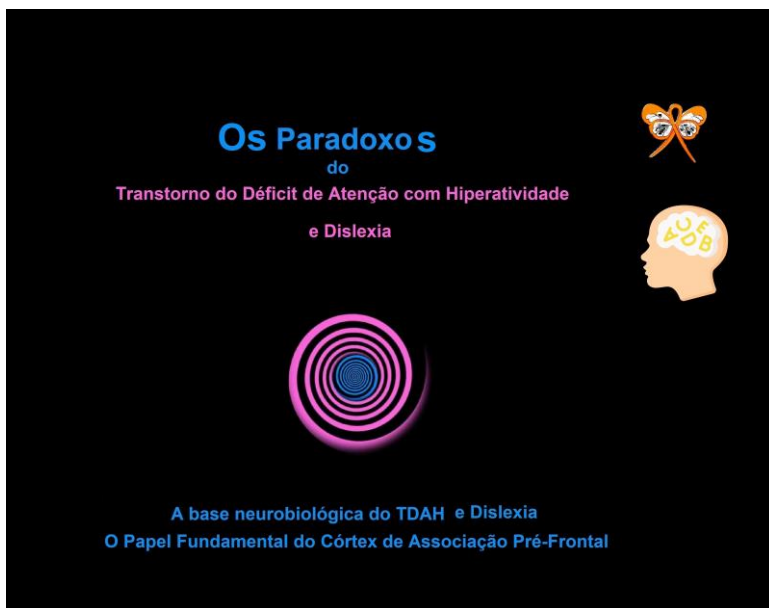 Os Paradoxos
do
Transtorno do Déficit de Atenção com Hiperatividade
e Dislexia
A C E D B
A base neurobiológica do TDAH e Dislexia
O Papel Fundamental do Córtex de Associação Pré-Frontal